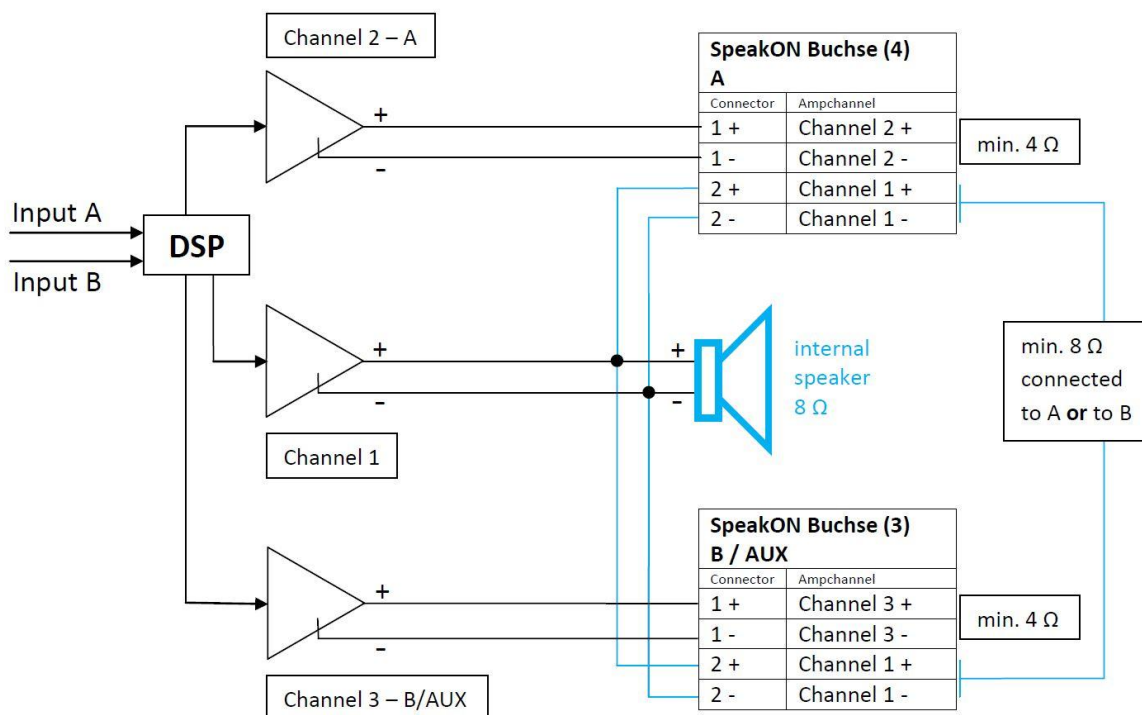 Channel 2 – A
+
-
SpeakON Buchse (4)
A
Connector Ampchannel
1 + Channel 2 +
1 - Channel 2 -
2 + Channel 1 +
2 - Channel 1 -
min. 4 Ω
Input A
DSP
Input B
+
-
Channel 1
+
-
internal
speaker
8 Ω
min. 8 Ω
connected
to A or to B
SpeakON Buchse (3)
B / AUX
Connector Ampchannel
1 + Channel 3 +
1 - Channel 3 -
2 + Channel 1 +
2 - Channel 1 -
min. 4 Ω
+
-
Channel 3 – B/AUX